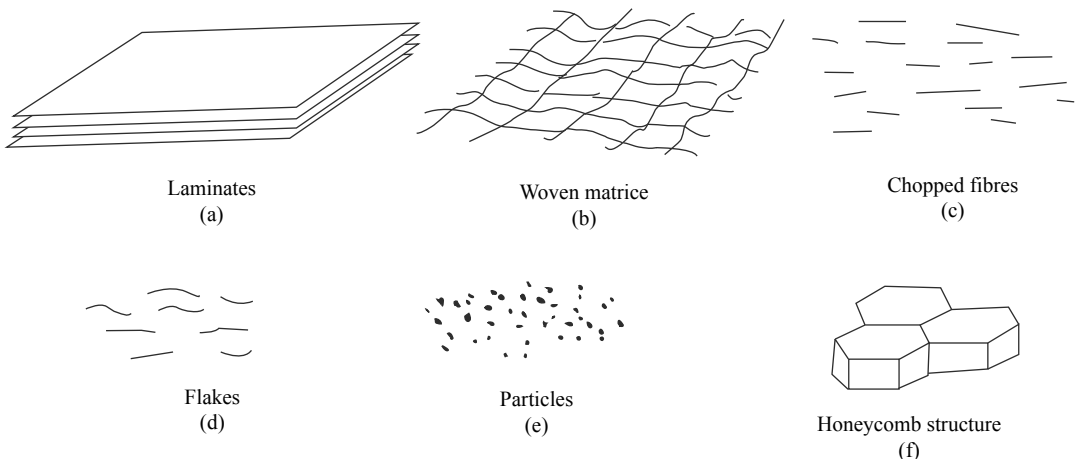 Laminates
(a)
Woven matrice
(b)
Chopped fibres
(c)
Flakes
(d)
Particles
(e)
Honeycomb structure
(f)